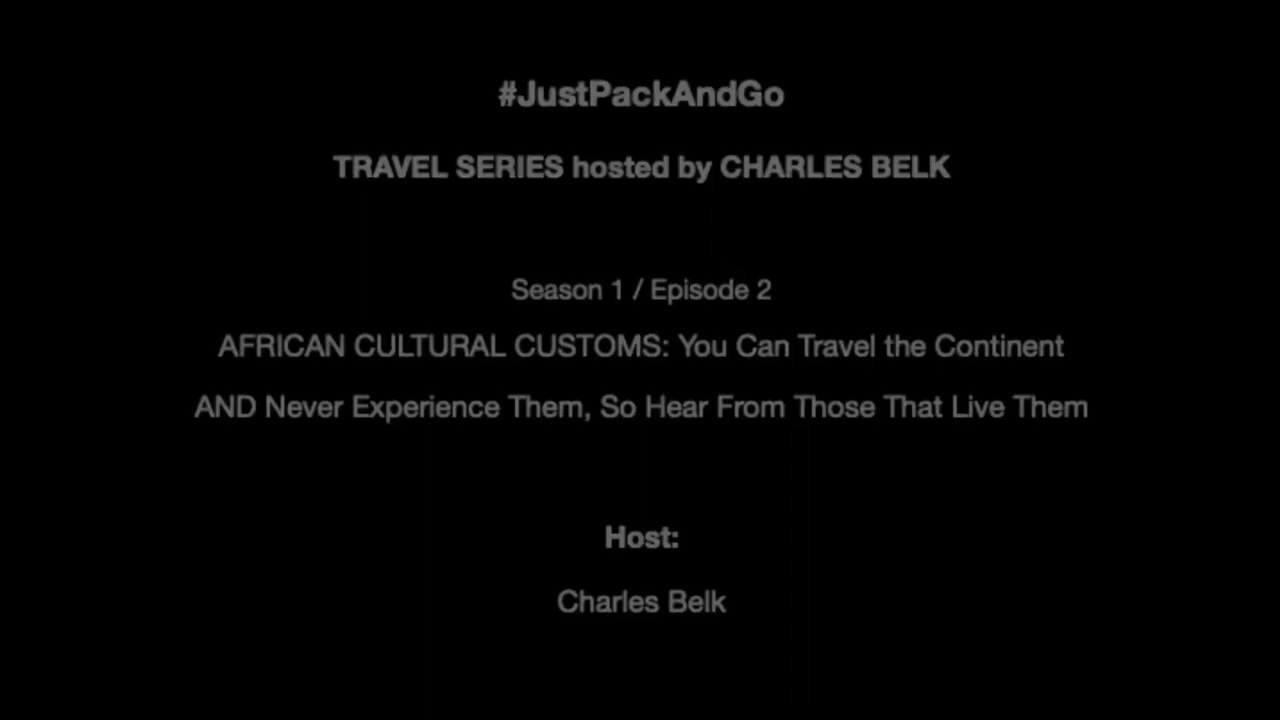 #JustPackAndGo
TRAVEL SERIES hosted by CHARLES BELK
Season 1 / Episode 2
AFRICAN CULTURAL CUSTOMS: You Can Travel the Continent
AND Never Experience Them, So Hear From Those That Live Them
Host:
Charles Belk